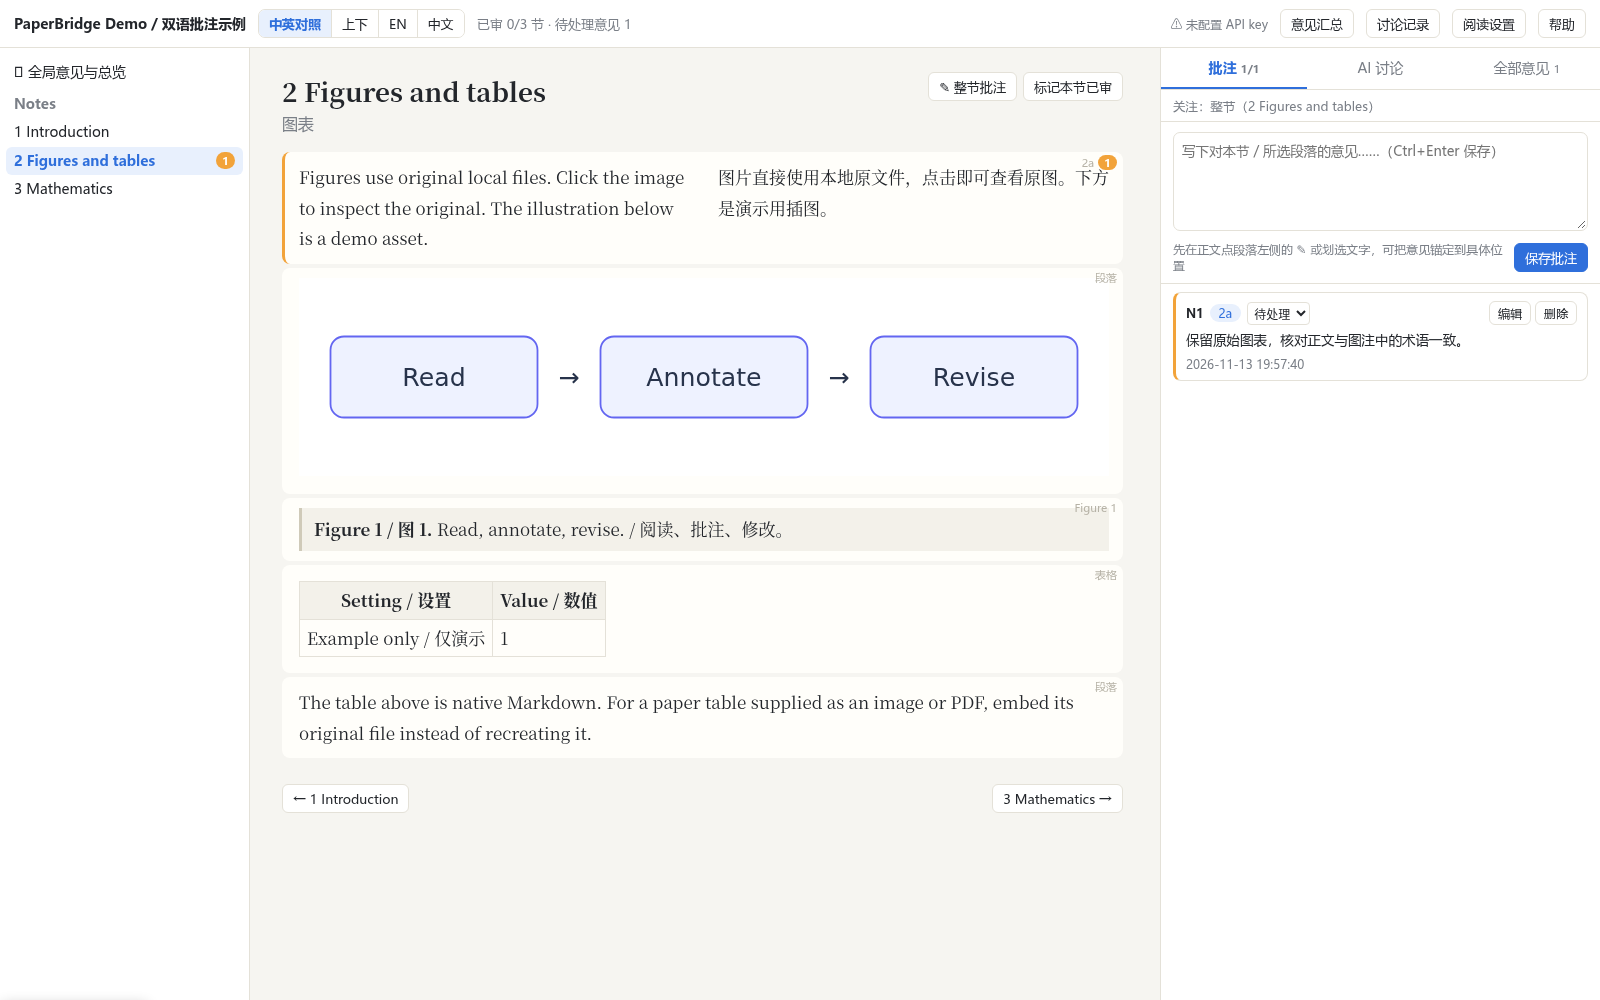 PaperBridge Demo / 双语批注示例
中英对照 上下 EN 中文
已审 0/3 节 · 待处理意见 1
⚠ 未配置 API key
意见汇总 讨论记录 阅读设置 帮助
全局意见与总览
Notes
1 Introduction
2 Figures and tables 1
3 Mathematics
2 Figures and tables
图表
✎ 整节批注 标记本节已审
2a 1
Figures use original local files. Click the image
to inspect the original. The illustration below
is a demo asset.
图片直接使用本地原文件，点击即可查看原图。下方
是演示用插图。
段落
Read → Annotate → Revise
Figure 1
Figure 1 / 图 1. Read, annotate, revise. / 阅读、批注、修改。
表格
Setting / 设置 Value / 数值
Example only / 仅演示 1
段落
The table above is native Markdown. For a paper table supplied as an image or PDF, embed its
original file instead of recreating it.
← 1 Introduction
3 Mathematics →
批注 1/1 AI 讨论 全部意见 1
关注：整节（2 Figures and tables）
写下对本节 / 所选段落的意见……（Ctrl+Enter 保存）
先在正文点段落左侧的 ✎ 或划选文字，可把意见锚定到具体位
置
保存批注
N1 2a 待处理 编辑 删除
保留原始图表，核对正文与图注中的术语一致。
2026-11-13 19:57:40